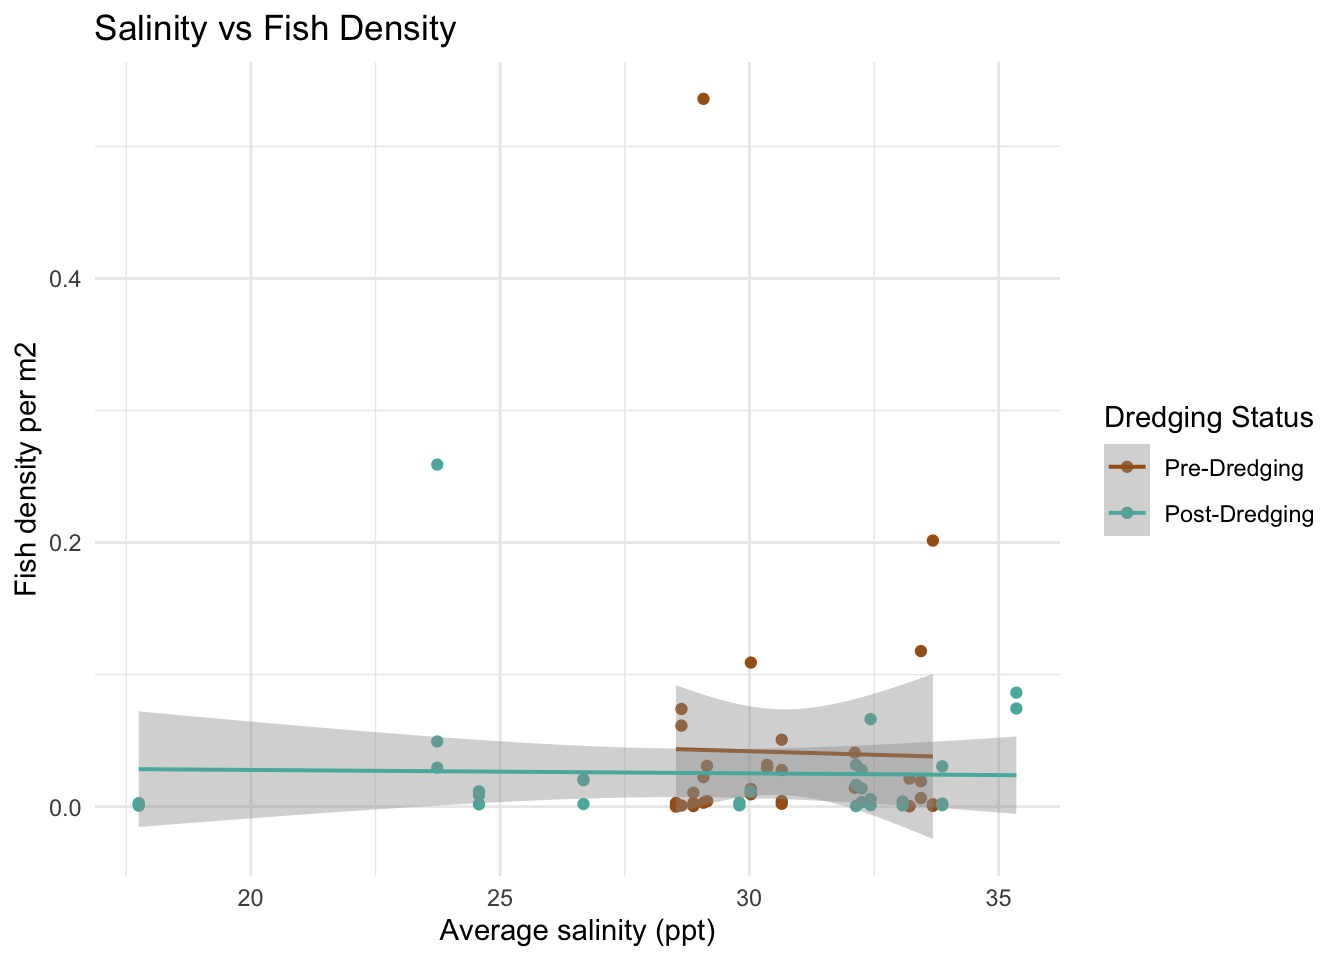 Salinity vs Fish Density
Fish density per m2
0.4
0.2
0.0
20
25
30
35
Average salinity (ppt)
Dredging Status
Pre-Dredging
Post-Dredging